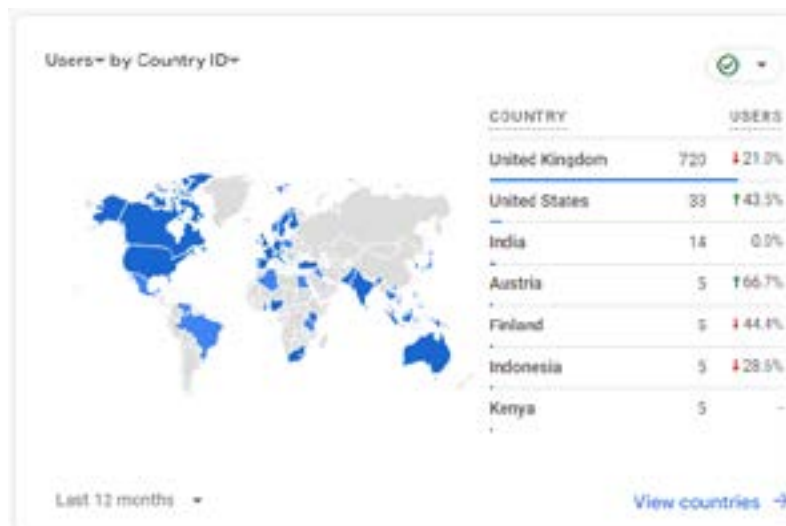 Users by Country ID
COUNTRY USERS
United Kingdom 720 ↓21.0%
United States 33 ↑43.5%
India 14 0.0%
Austria 5 ↑66.7%
Finland 5 ↓44.4%
Indonesia 5 ↓28.6%
Kenya 5 -
Last 12 months
View countries →